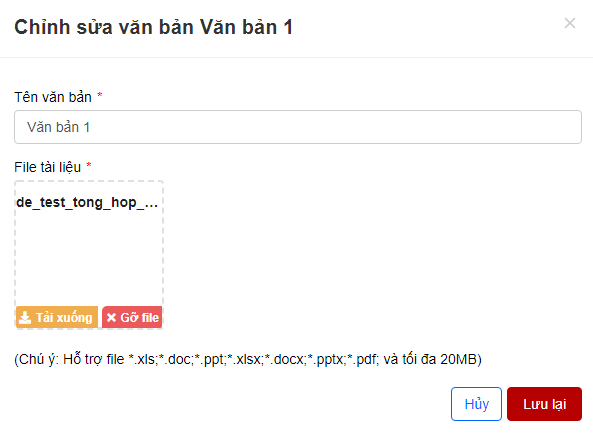 Chỉnh sửa văn bản Văn bản 1
×
Tên văn bản *
Văn bản 1
File tài liệu *
de_test_tong_hop_...
Tải xuống Gỡ file
(Chú ý: Hỗ trợ file *.xls;*.doc;*.ppt;*.xlsx;*.docx;*.pptx;*.pdf; và tối đa 20MB)
Hủy Lưu lại